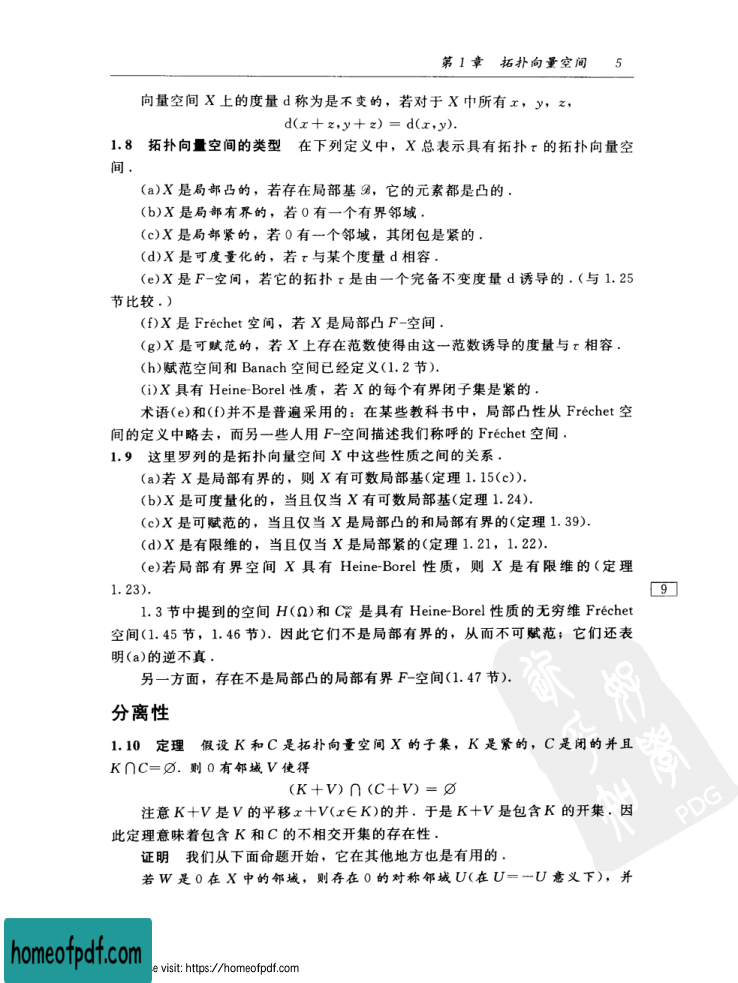 第 1 章 拓扑向量空间 5
向量空间 X 上的度量 d 称为是不变的，若对于 X 中所有 x，y，z，
d(x+z,y+z) = d(x,y).
1.8 拓扑向量空间的类型 在下列定义中，X 总表示具有拓扑 τ 的拓扑向量空
间．
(a)X 是局部凸的，若存在局部基 ℬ，它的元素都是凸的．
(b)X 是局部有界的，若 0 有一个有界邻域．
(c)X 是局部紧的，若 0 有一个邻域，其闭包是紧的．
(d)X 是可度量化的，若 τ 与某个度量 d 相容．
(e)X 是 F-空间，若它的拓扑 τ 是由一个完备不变度量 d 诱导的．(与 1.25
节比较．)
(f)X 是 Fréchet 空间，若 X 是局部凸 F-空间．
(g)X 是可赋范的，若 X 上存在范数使得由这一范数诱导的度量与 τ 相容．
(h)赋范空间和 Banach 空间已经定义(1.2 节).
(i)X 具有 Heine-Borel 性质，若 X 的每个有界闭子集是紧的．
术语(e)和(f)并不是普遍采用的：在某些教科书中，局部凸性从 Fréchet 空
间的定义中略去，而另一些人用 F-空间描述我们称呼的 Fréchet 空间．
1.9 这里罗列的是拓扑向量空间 X 中这些性质之间的关系．
(a)若 X 是局部有界的，则 X 有可数局部基(定理 1.15(c)).
(b)X 是可度量化的，当且仅当 X 有可数局部基(定理 1.24).
(c)X 是可赋范的，当且仅当 X 是局部凸的和局部有界的(定理 1.39).
(d)X 是有限维的，当且仅当 X 是局部紧的(定理 1.21，1.22).
(e)若局部有界空间 X 具有 Heine-Borel 性质，则 X 是有限维的(定理
1.23).
9
1.3 节中提到的空间 H(Ω)和 C_K^∞ 是具有 Heine-Borel 性质的无穷维 Fréchet
空间(1.45 节，1.46 节)．因此它们不是局部有界的，从而不可赋范；它们还表
明(a)的逆不真．
另一方面，存在不是局部凸的局部有界 F-空间(1.47 节).
分离性
1.10 定理 假设 K 和 C 是拓扑向量空间 X 的子集，K 是紧的，C 是闭的并且
K∩C=∅．则 0 有邻域 V 使得
(K+V)∩(C+V) = ∅
注意 K+V 是 V 的平移 x+V(x∈K)的并．于是 K+V 是包含 K 的开集．因
此定理意味着包含 K 和 C 的不相交开集的存在性．
证明 我们从下面命题开始，它在其他地方也是有用的．
若 W 是 0 在 X 中的邻域，则存在 0 的对称邻域 U(在 U=-U 意义下)，并
PDG
homeofpdf.com
se visit: https://homeofpdf.com